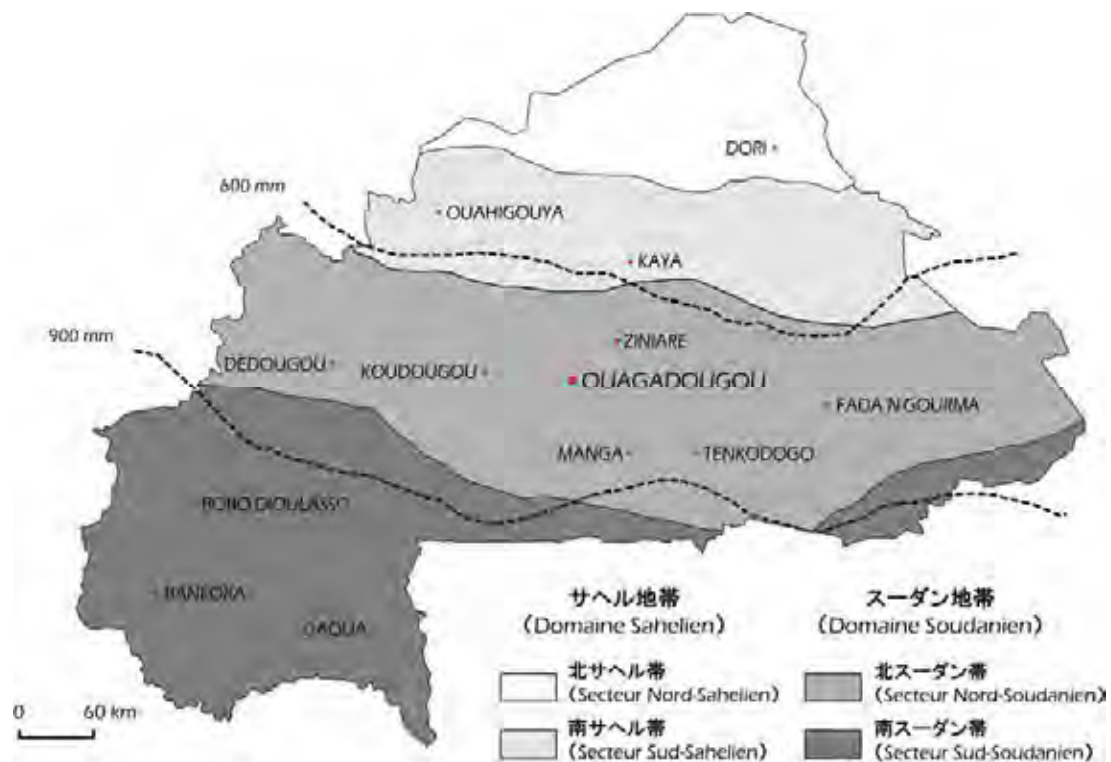 DORI
600 mm
OUAHIGOUYA
KAYA
900 mm
ZINIARE
DEDOUGOU
KOUDOUGOU
OUAGADOUGOU
FADA'N GOURMA
MANGA
TENKODOGO
DIOULASSO
サヘル地帯
(Domaine Sahelien)
スーダン地帯
(Domaine Soudanien)
北サヘル帯
(Secteur Nord-Sahelien)
北スーダン帯
(Secteur Nord-Soudanien)
南サヘル帯
(Secteur Sud-Sahelien)
南スーダン帯
(Secteur Sud-Soudanien)
0 60 km